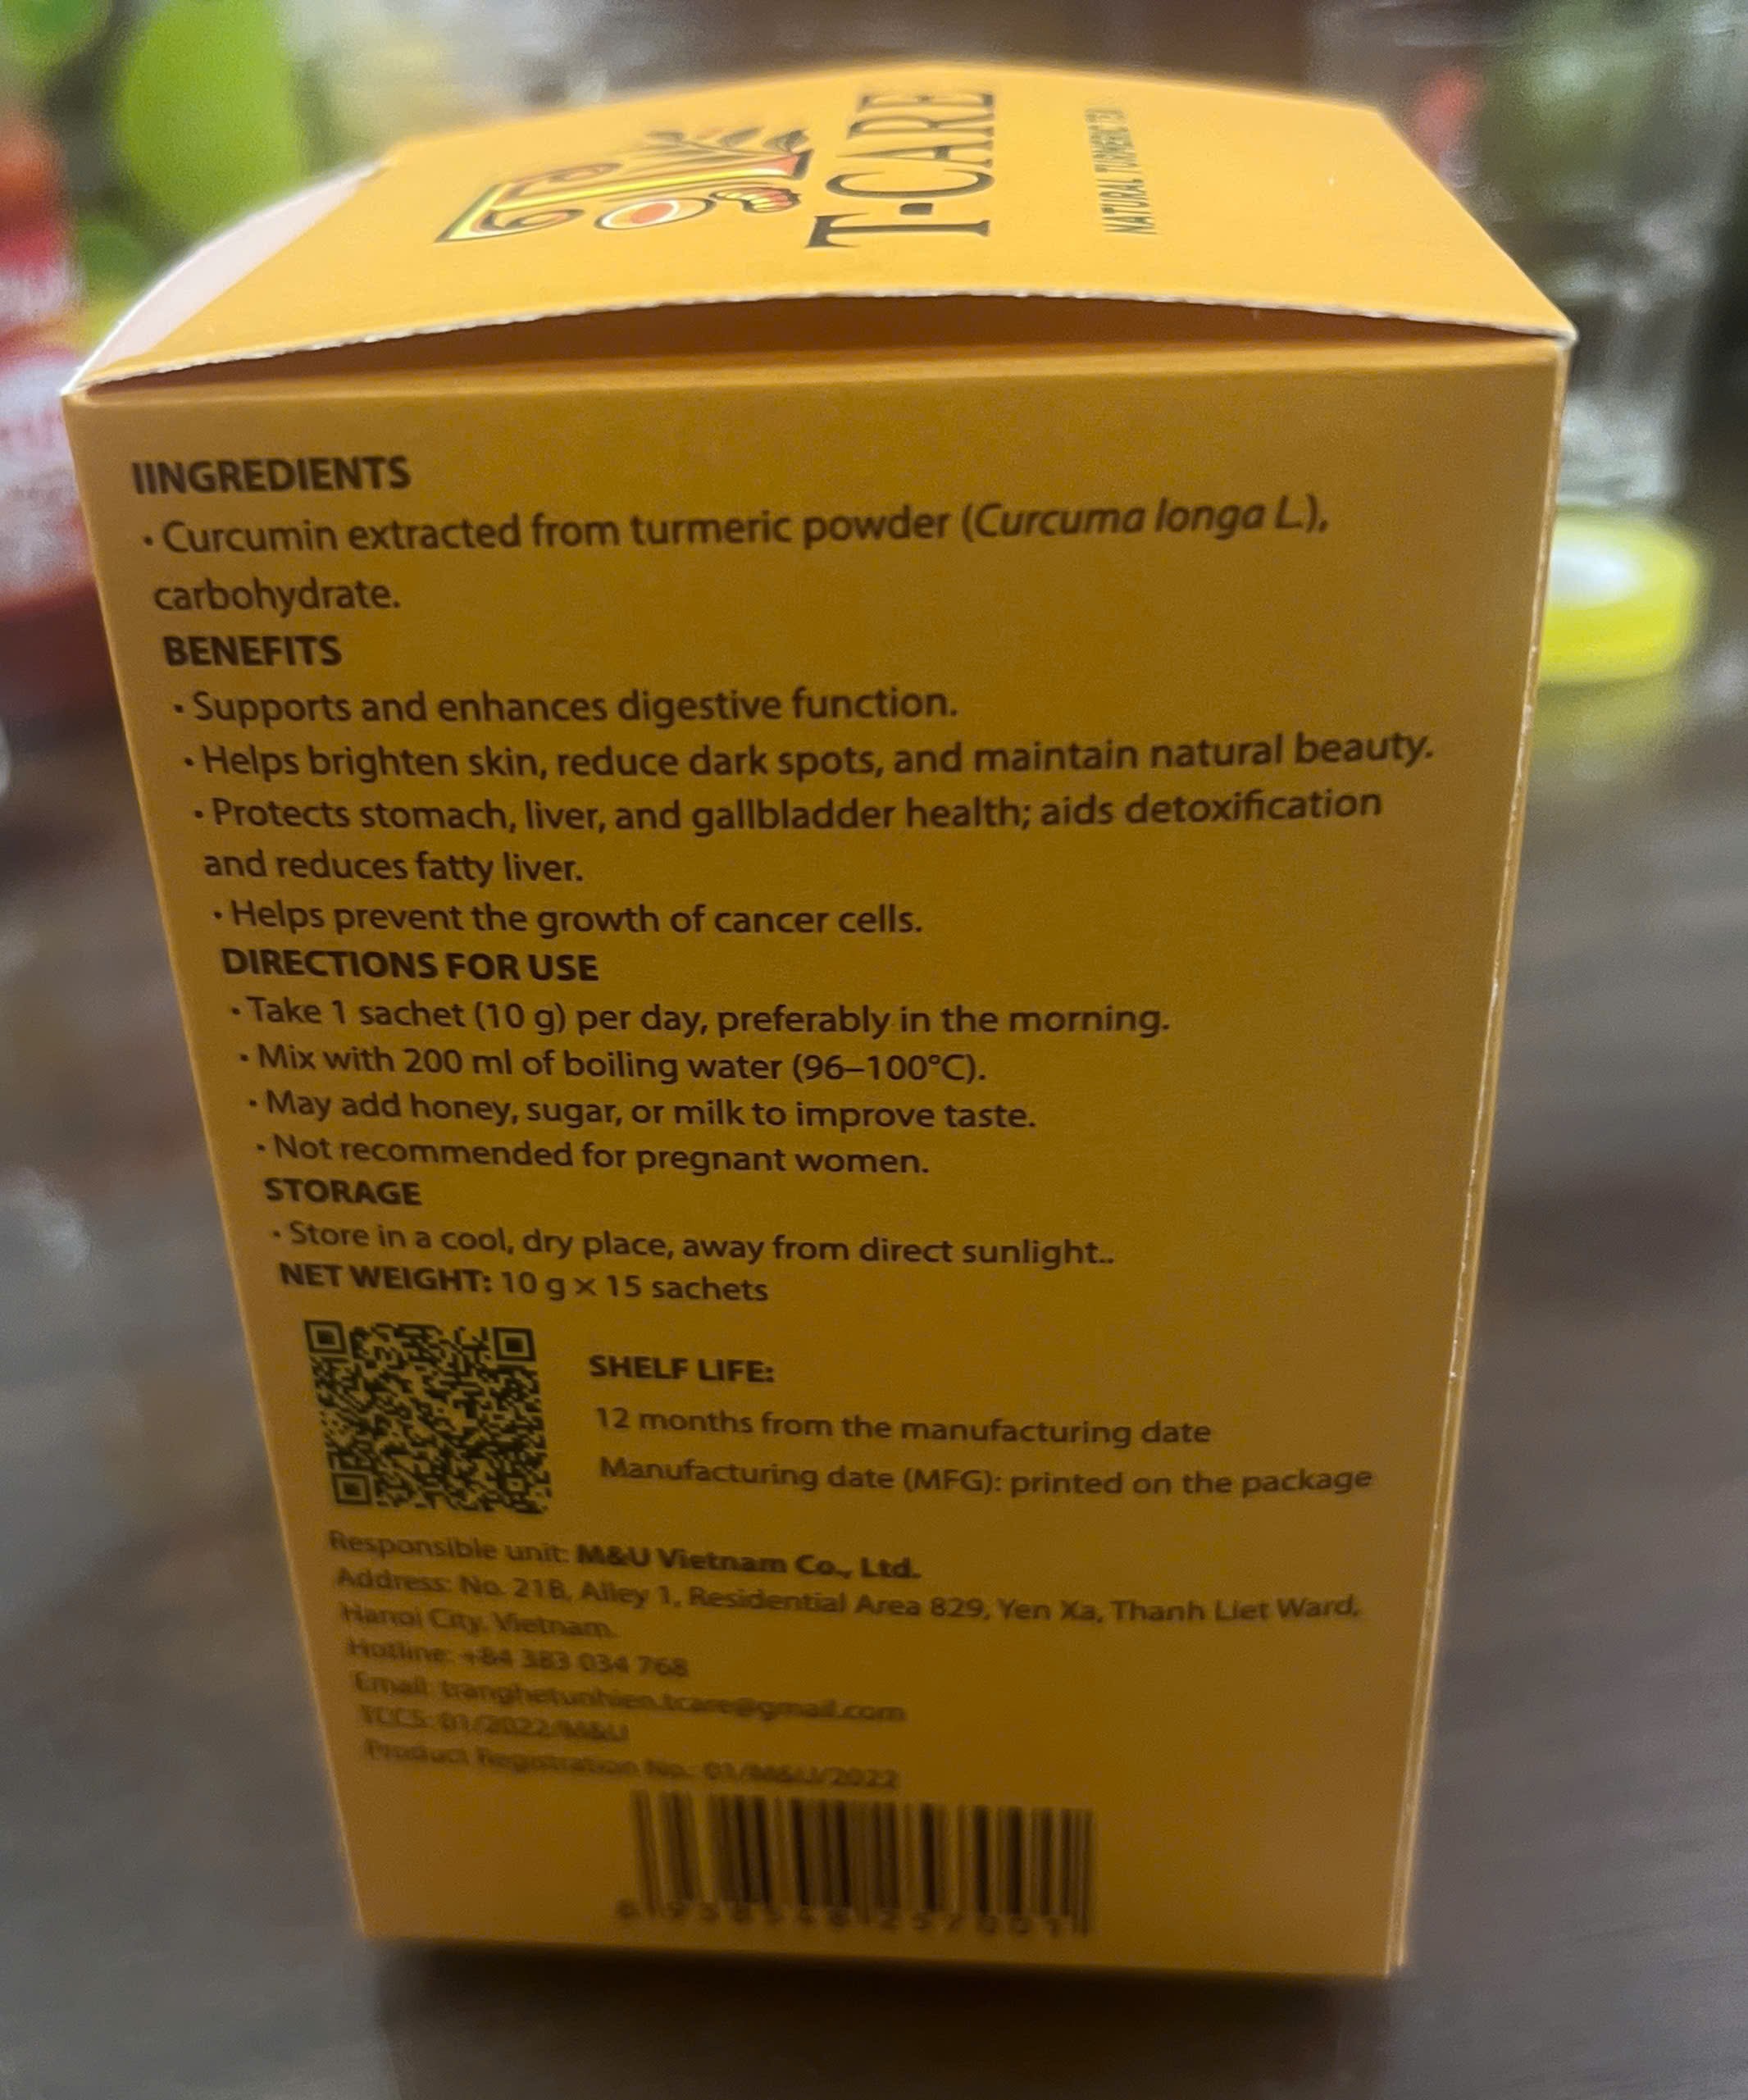 T-CARE
NATURAL TURMERIC TEA
IINGREDIENTS
• Curcumin extracted from turmeric powder (Curcuma longa L.),
carbohydrate.
BENEFITS
• Supports and enhances digestive function.
• Helps brighten skin, reduce dark spots, and maintain natural beauty.
• Protects stomach, liver, and gallbladder health; aids detoxification
and reduces fatty liver.
• Helps prevent the growth of cancer cells.
DIRECTIONS FOR USE
• Take 1 sachet (10 g) per day, preferably in the morning.
• Mix with 200 ml of boiling water (96–100°C).
• May add honey, sugar, or milk to improve taste.
• Not recommended for pregnant women.
STORAGE
• Store in a cool, dry place, away from direct sunlight..
NET WEIGHT: 10 g × 15 sachets
SHELF LIFE:
12 months from the manufacturing date
Manufacturing date (MFG): printed on the package
Responsible unit: M&U Vietnam Co., Ltd.
Address: No. 21B, Alley 1, Residential Area 829, Yen Xa, Thanh Liet Ward,
Hanoi City, Vietnam.
Hotline: +84 383 034 768
Email: tranghetunhien.tcare@gmail.com
TCCS: 01/2022/M&U
Product Registration No.: 01/M&U/2022